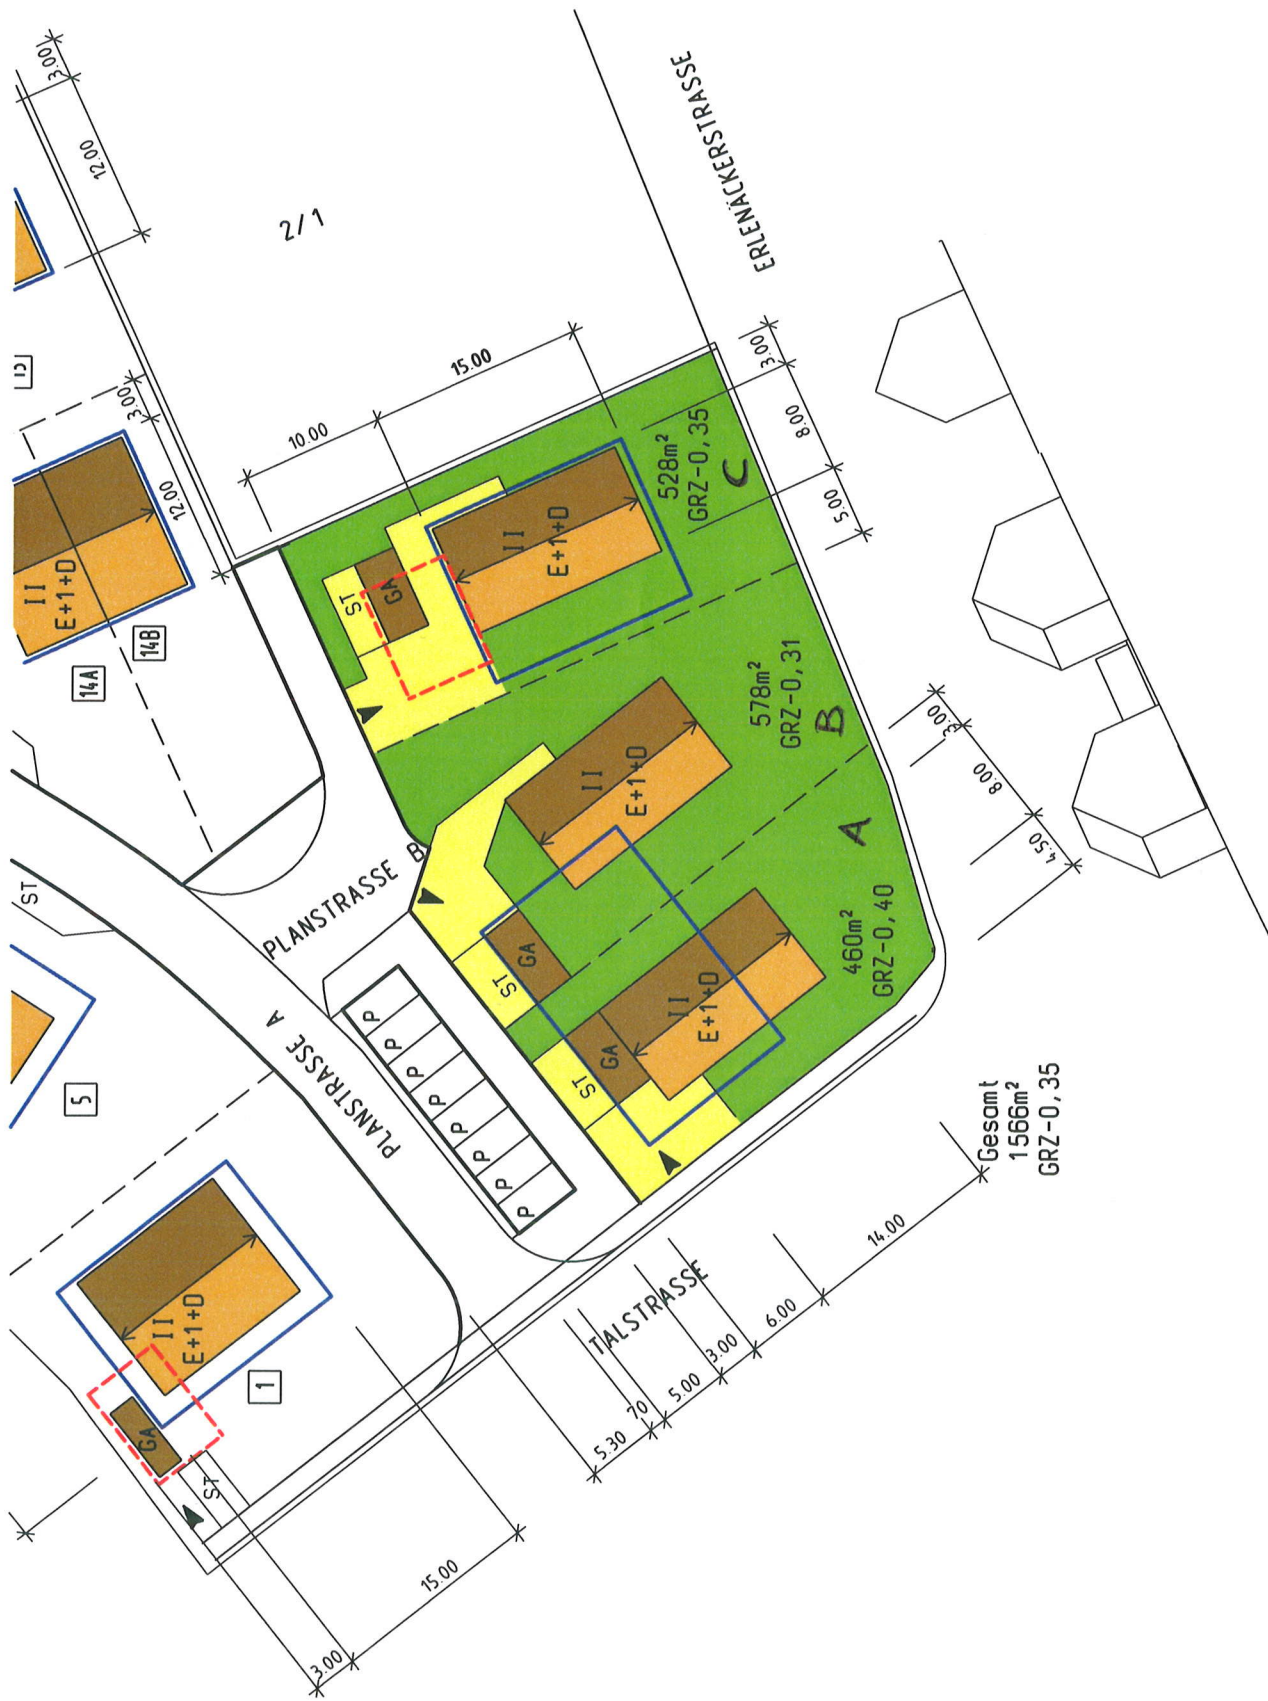 3.00
12.00
2/1
ERLENÄCKERSTRASSE
3.00
12.00
II
E+1+D
14A
14B
10.00
15.00
3.00
8.00
5.00
528m²
GRZ-0,35
C
ST
GA
II
E+1+D
578m²
GRZ-0,31
B
II
E+1+D
3.00
8.00
4.50
A
460m²
GRZ-0,40
ST
PLANSTRASSE B
PLANSTRASSE A
ST
GA
ST
GA
II
E+1+D
P
P
P
P
P
P
P
P
5
Gesamt
1566m²
GRZ-0,35
II
E+1+D
1
GA
ST
TALSTRASSE
14.00
6.00
3.00
5.00
70
5.30
15.00
3.00